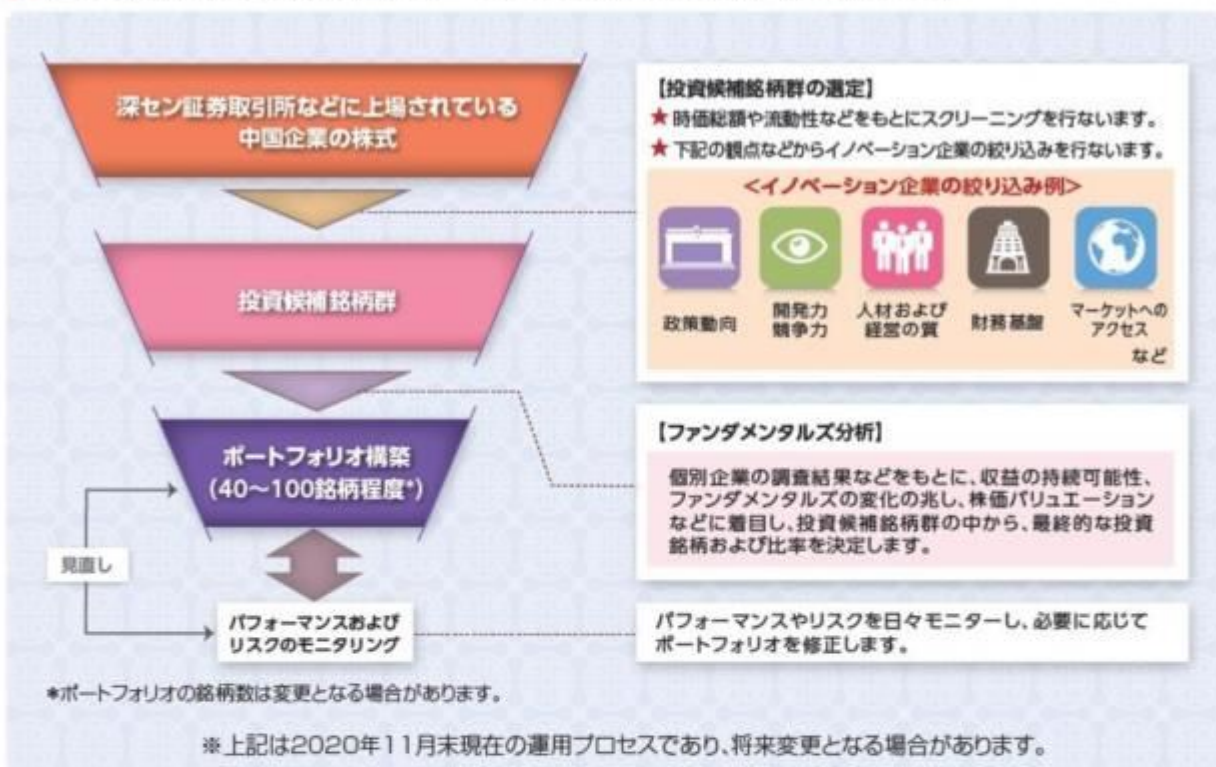 深セン証券取引所などに上場されている
中国企業の株式
【投資候補銘柄群の選定】
★時価総額や流動性などをもとにスクリーニングを行ないます。
★下記の観点などからイノベーション企業の絞り込みを行ないます。
<イノベーション企業の絞り込み例>
政策動向
開発力
競争力
人材および
経営の質
財務基盤
マーケットへの
アクセス
など
投資候補銘柄群
ポートフォリオ構築
(40～100銘柄程度*)
【ファンダメンタルズ分析】
個別企業の調査結果などをもとに、収益の持続可能性、
ファンダメンタルズの変化の兆し、株価バリュエーション
などに着目し、投資候補銘柄群の中から、最終的な投資
銘柄および比率を決定します。
見直し
パフォーマンスおよび
リスクのモニタリング
パフォーマンスやリスクを日々モニターし、必要に応じて
ポートフォリオを修正します。
*ポートフォリオの銘柄数は変更となる場合があります。
※上記は2020年11月末現在の運用プロセスであり、将来変更となる場合があります。